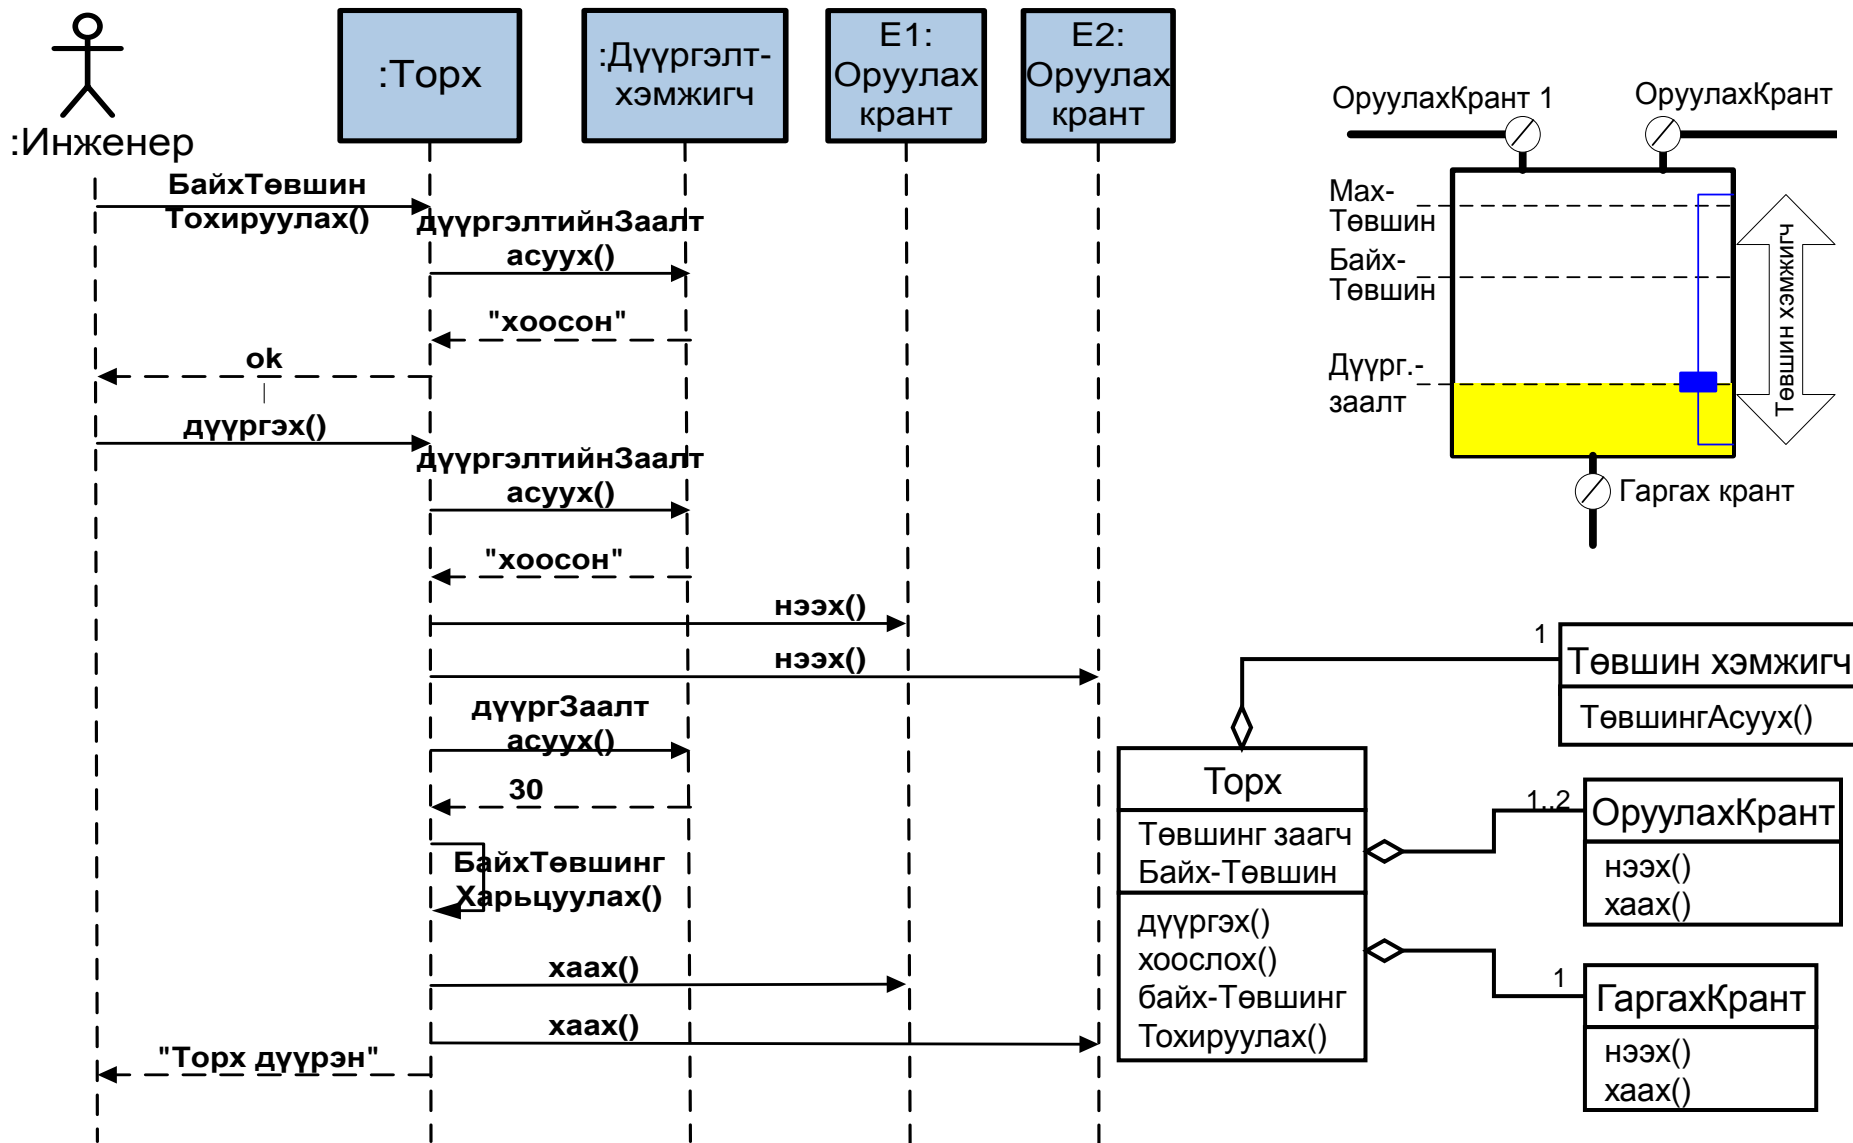 :Инженер
:Торх
:Дүүргэлт-
хэмжигч
E1:
Оруулах
крант
E2:
Оруулах
крант
БайхТөвшин
Тохируулах()
дүүргэлтийнЗаалт
асуух()
"хоосон"
ok
дүүргэх()
дүүргэлтийнЗаалт
асуух()
"хоосон"
нээх()
нээх()
дүүргЗаалт
асуух()
30
БайхТөвшинг
Харьцуулах()
хаах()
хаах()
"Торх дүүрэн"
ОруулахКрант 1
ОруулахКрант
Мах-
Төвшин
Байх-
Төвшин
Дүүрг.-
заалт
Төвшин хэмжигч
Гаргах крант
1
Төвшин хэмжигч
ТөвшингАсуух()
Торх
Төвшинг заагч
Байх-Төвшин
дүүргэх()
хоослох()
байх-Төвшинг
Тохируулах()
1..2
ОруулахКрант
нээх()
хаах()
1
ГаргахКрант
нээх()
хаах()